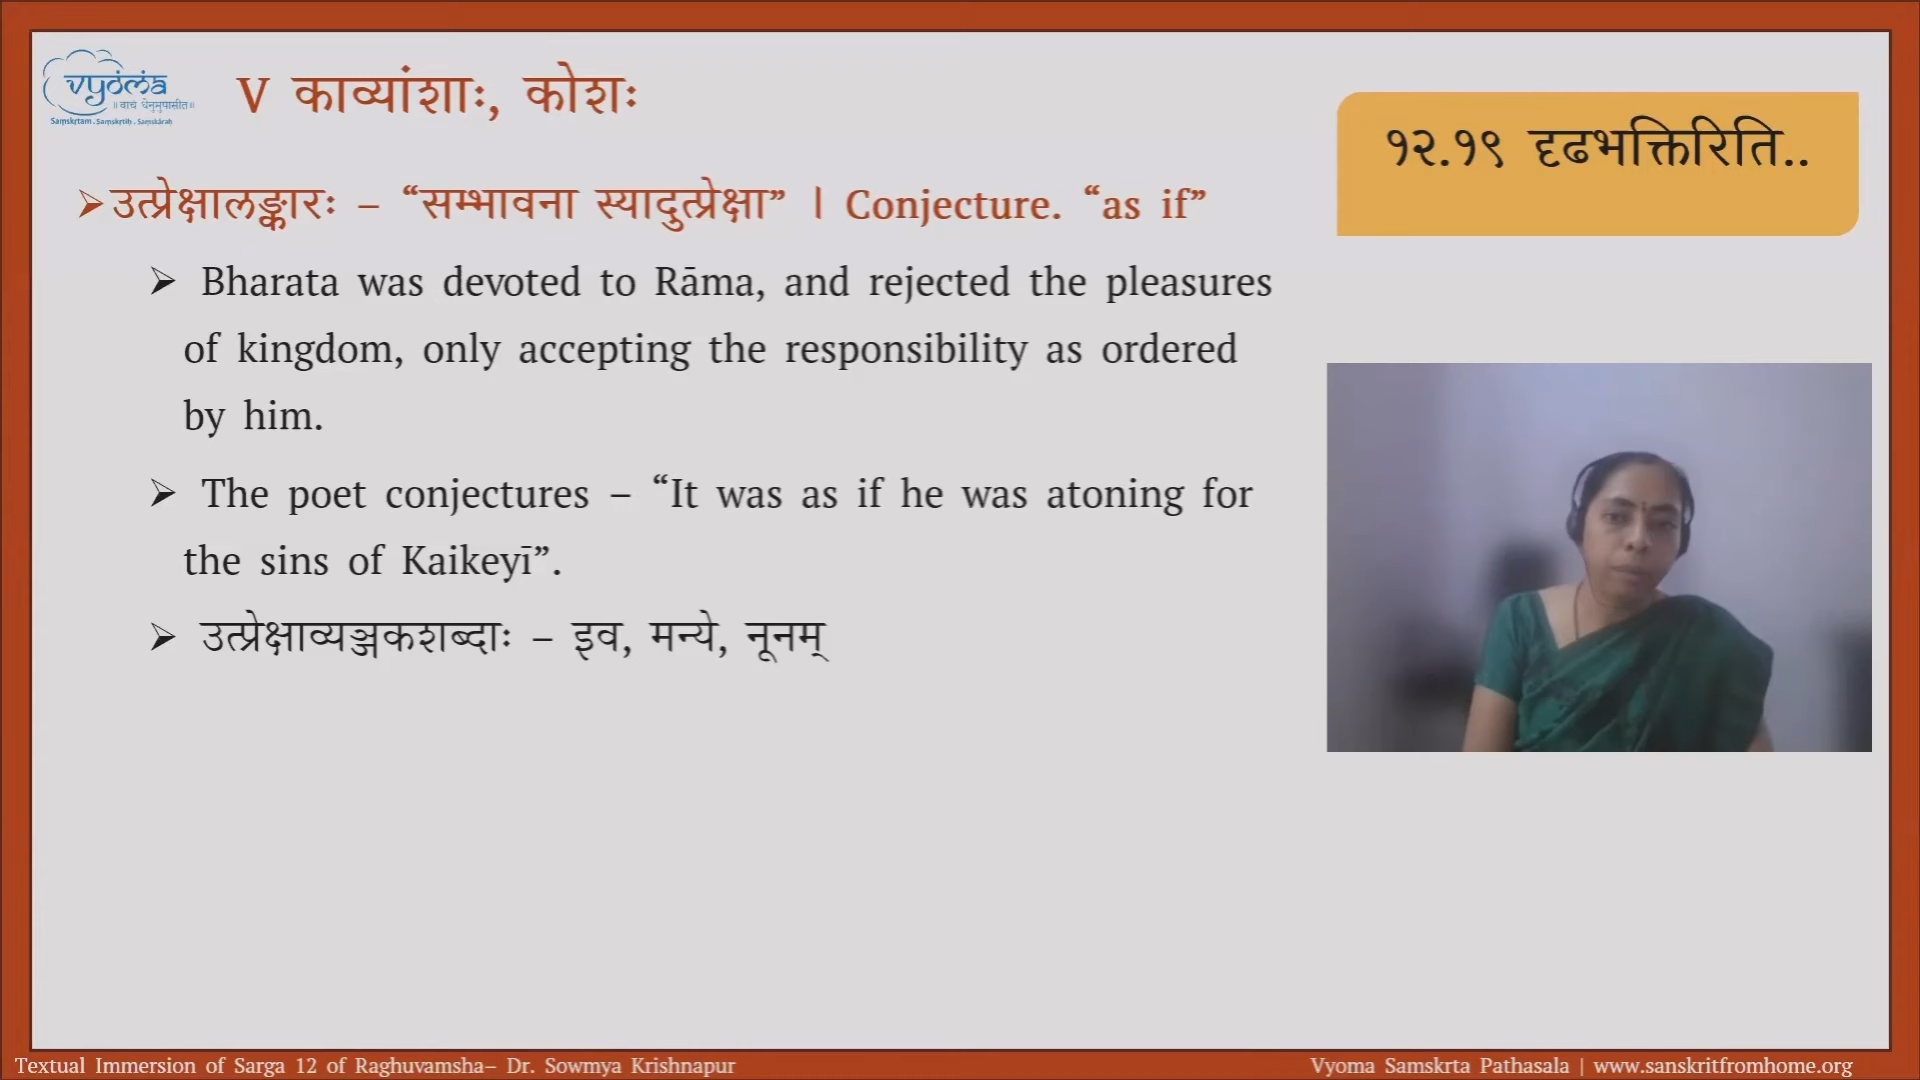 vyoma
॥ वाचं धेनुमुपासीत ॥
Saṃskṛtam . Saṃskṛtiḥ . Saṃskāraḥ
V काव्यांशाः, कोशः
१२.१९ दृढभक्तिरिति..
➢उत्प्रेक्षालङ्कारः – “सम्भावना स्यादुत्प्रेक्षा” । Conjecture. “as if”
➢ Bharata was devoted to Rāma, and rejected the pleasures
of kingdom, only accepting the responsibility as ordered
by him.
➢ The poet conjectures – “It was as if he was atoning for
the sins of Kaikeyī”.
➢ उत्प्रेक्षाव्यञ्जकशब्दाः – इव, मन्ये, नूनम्
Textual Immersion of Sarga 12 of Raghuvamsha– Dr. Sowmya Krishnapur
Vyoma Samskrta Pathasala | www.sanskritfromhome.org